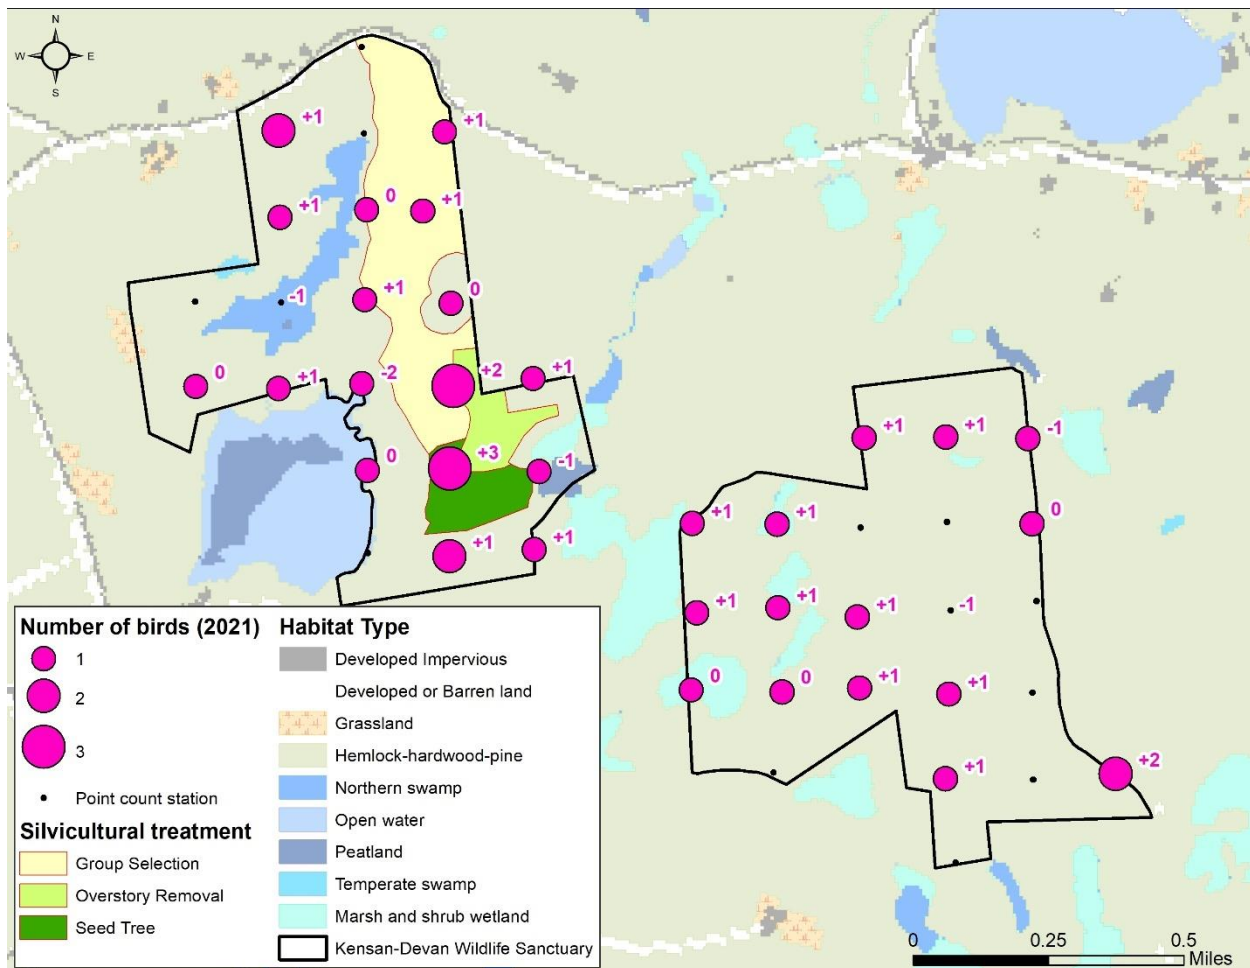 N
W E
S
+1
+1
+1
0
+1
-1
+1
0
0
+1
-2
+2
+1
0
+3
-1
+1
+1
+1
+1
-1
+1
+1
0
+1
+1
+1
-1
0
0
+1
+1
+1
+2
Number of birds (2021)
1
2
3
Point count station
Silvicultural treatment
Group Selection
Overstory Removal
Seed Tree
Habitat Type
Developed Impervious
Developed or Barren land
Grassland
Hemlock-hardwood-pine
Northern swamp
Open water
Peatland
Temperate swamp
Marsh and shrub wetland
Kensan-Devan Wildlife Sanctuary
0 0.25 0.5
Miles